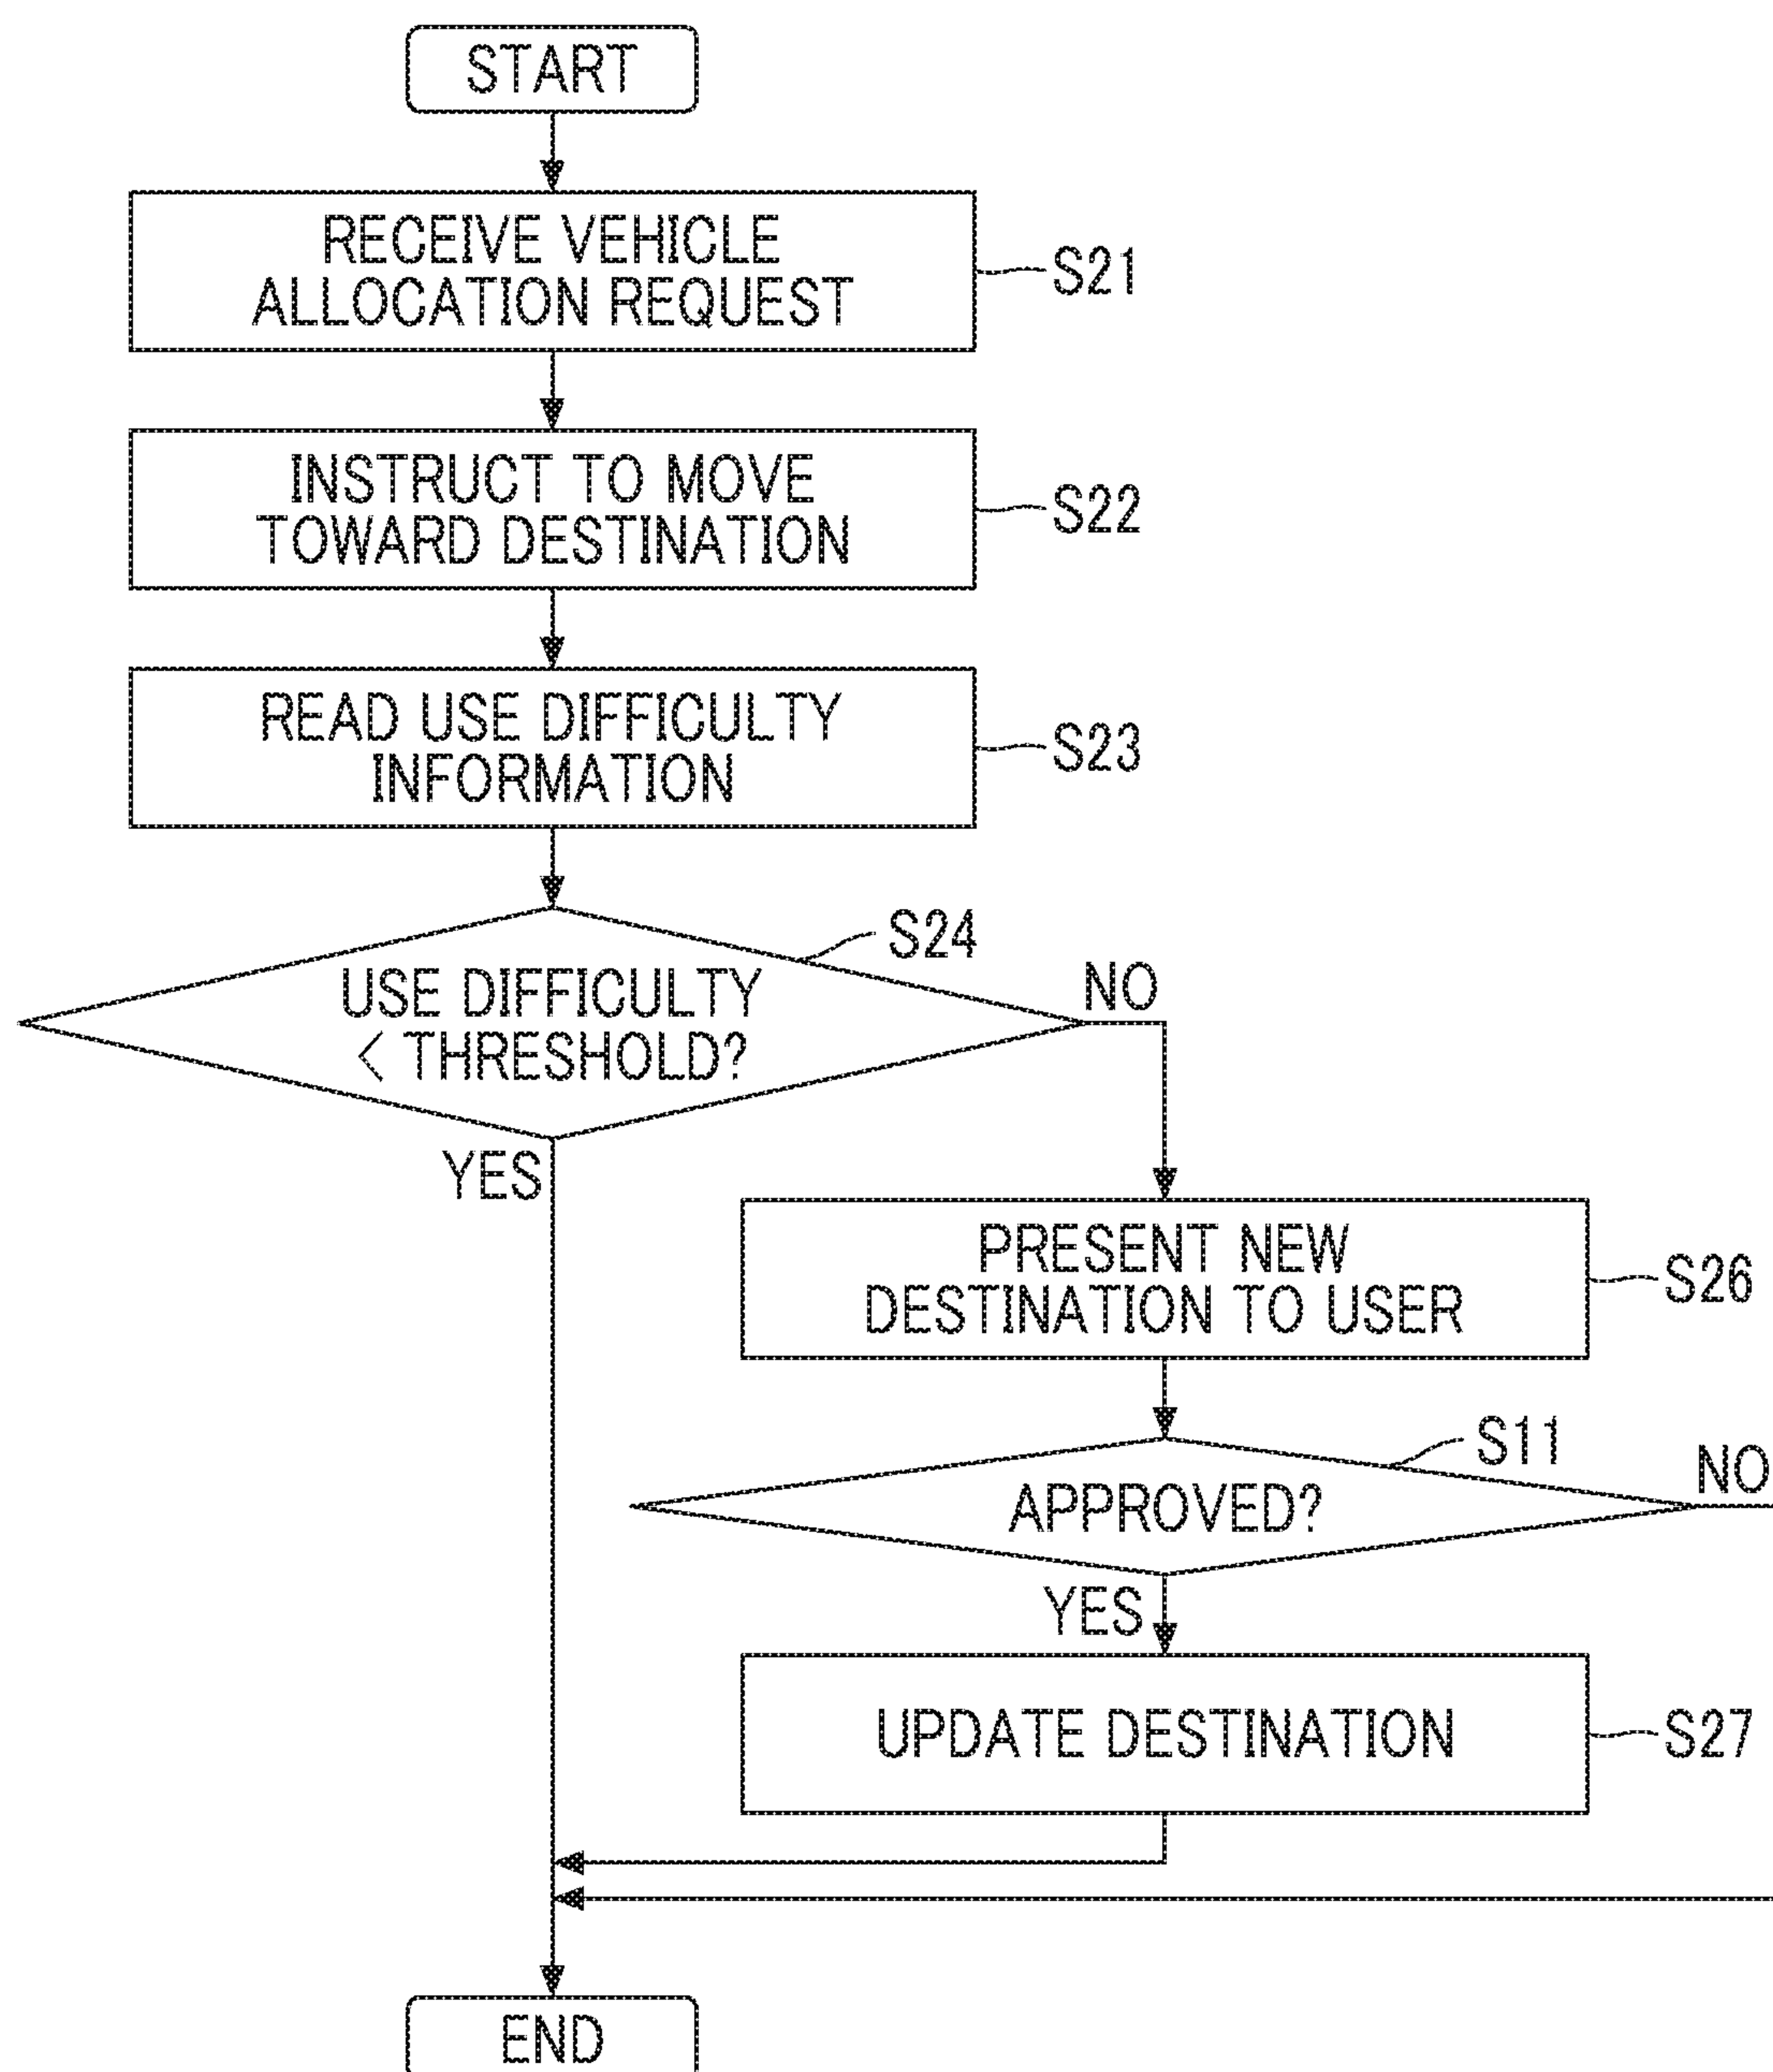 START
RECEIVE VEHICLE
ALLOCATION REQUEST
S21
INSTRUCT TO MOVE
TOWARD DESTINATION
S22
READ USE DIFFICULTY
INFORMATION
S23
S24
USE DIFFICULTY
< THRESHOLD?
NO
YES
PRESENT NEW
DESTINATION TO USER
S26
S11
APPROVED?
NO
YES
UPDATE DESTINATION
S27
END